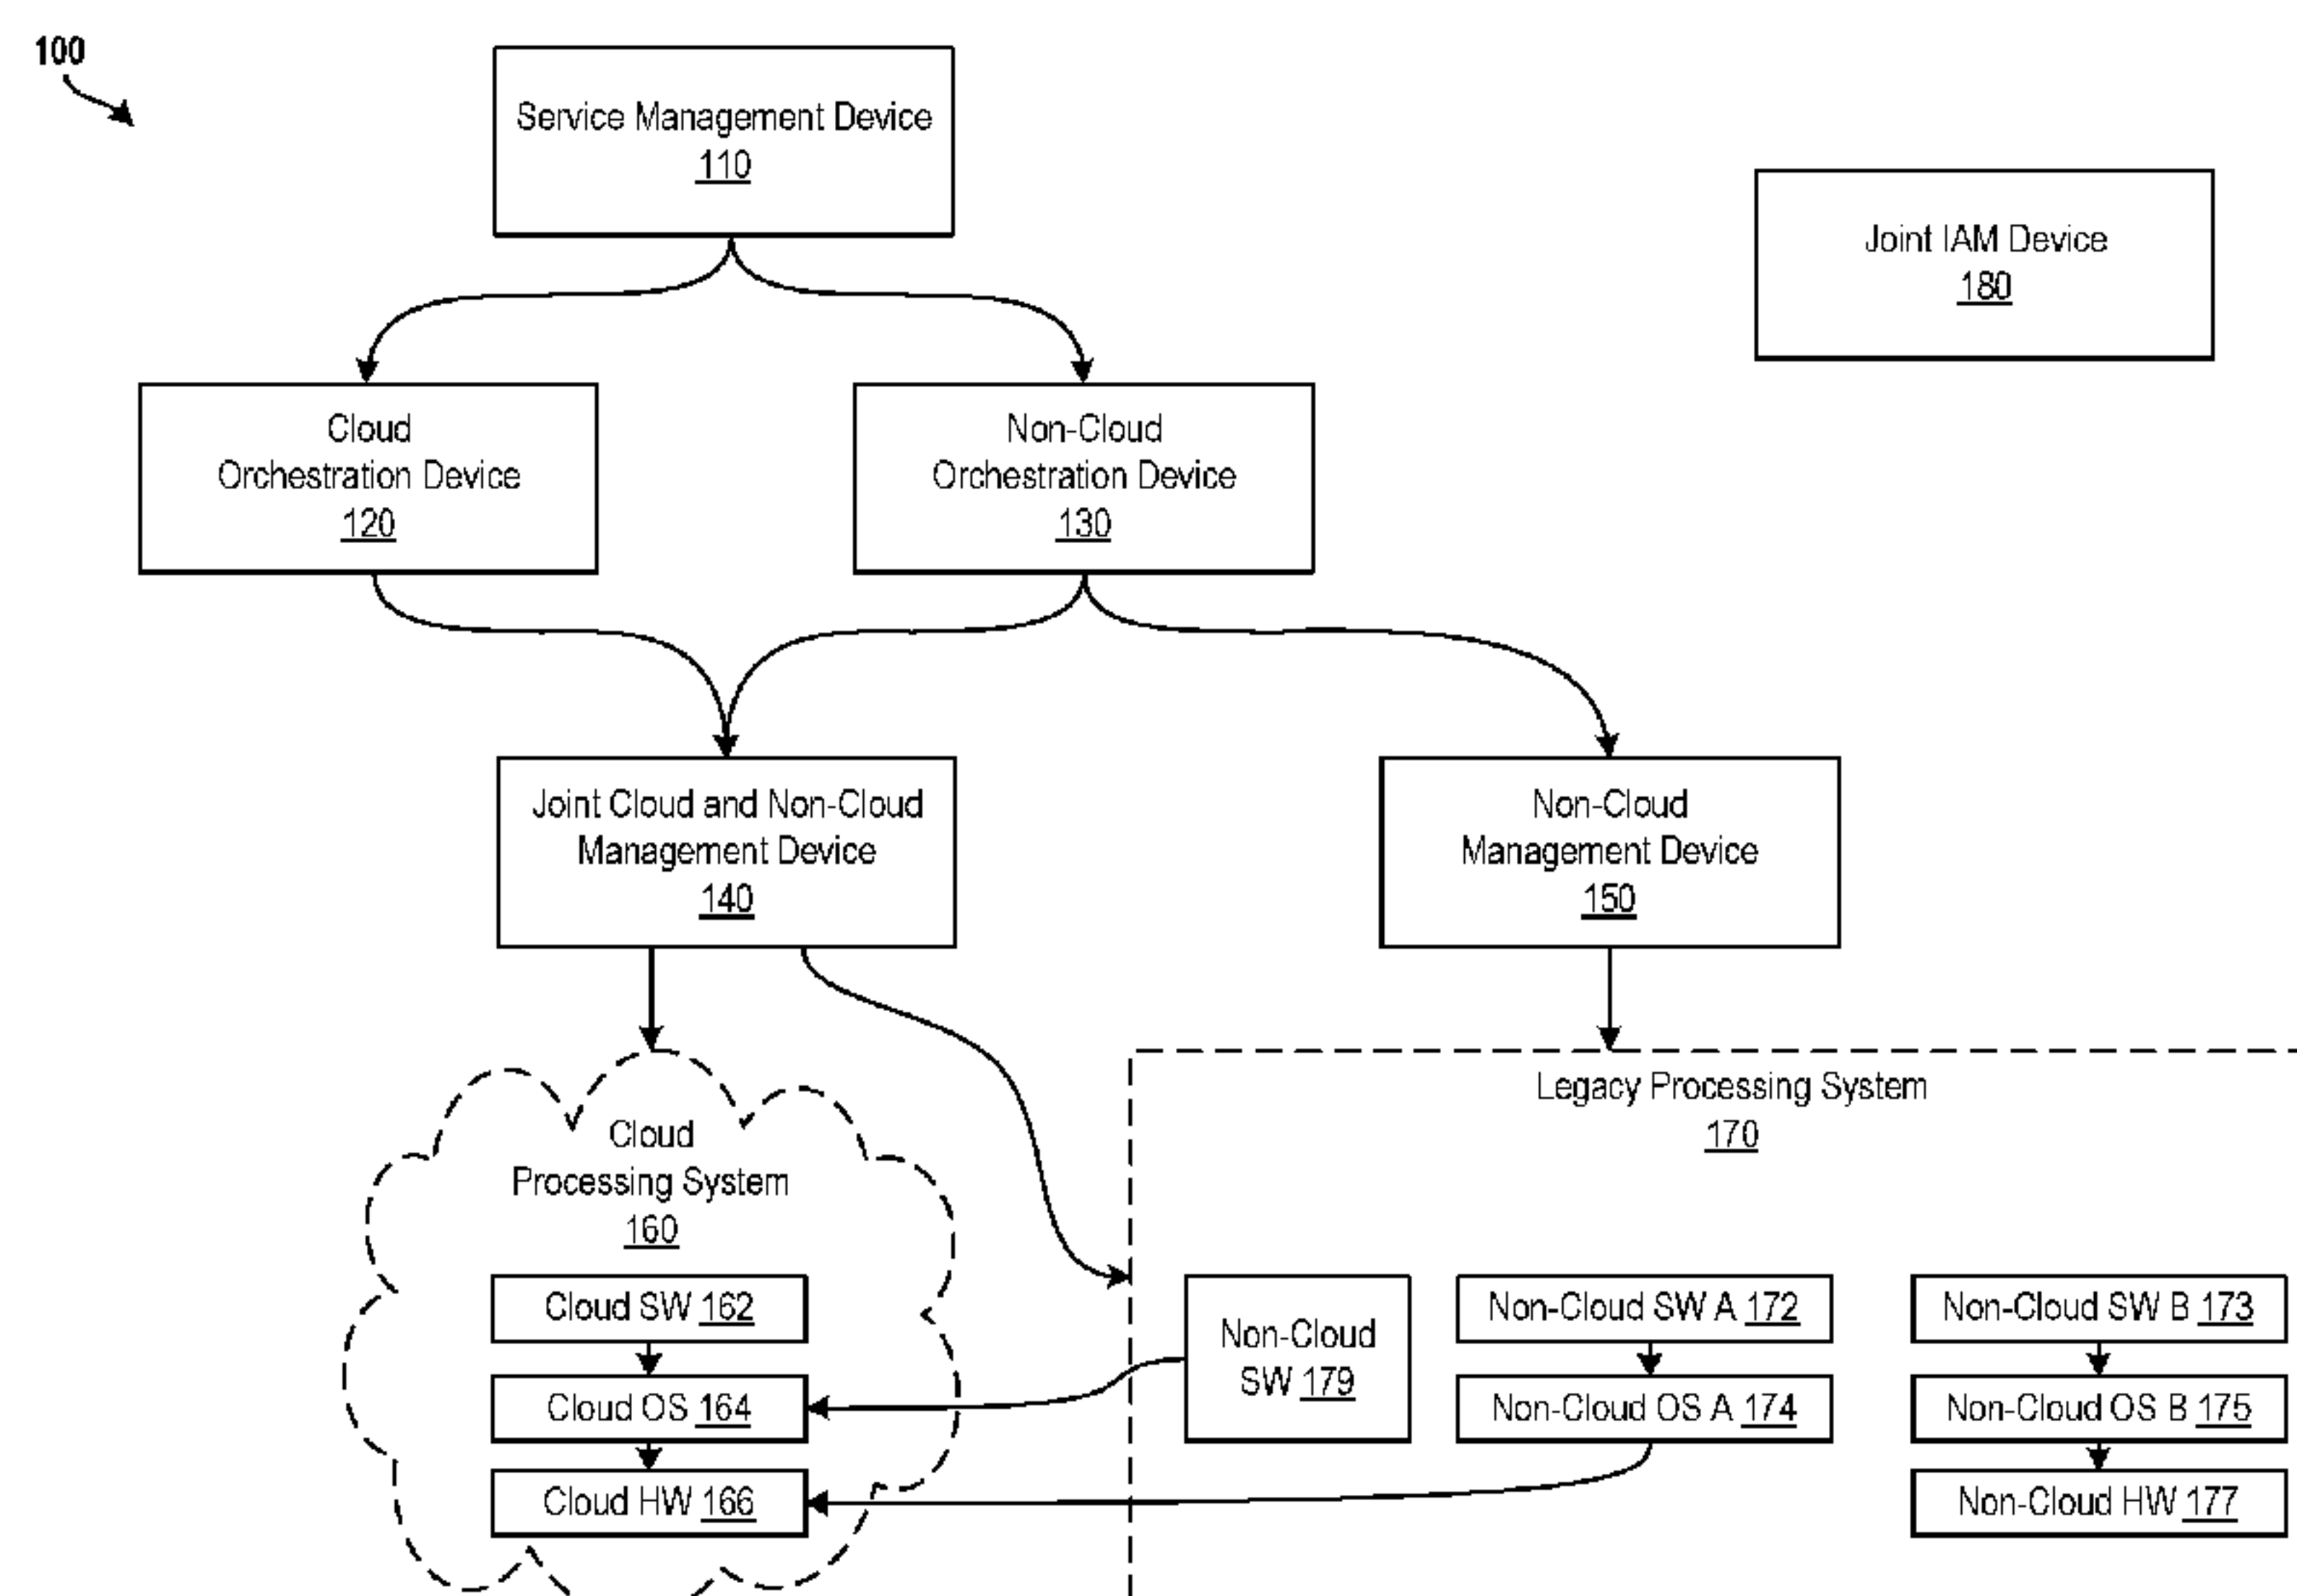 100
Service Management Device
110
Joint IAM Device
180
Cloud
Orchestration Device
120
Non-Cloud
Orchestration Device
130
Joint Cloud and Non-Cloud
Management Device
140
Non-Cloud
Management Device
150
Cloud
Processing System
160
Cloud SW 162
Cloud OS 164
Cloud HW 166
Legacy Processing System
170
Non-Cloud
SW 179
Non-Cloud SW A 172
Non-Cloud OS A 174
Non-Cloud SW B 173
Non-Cloud OS B 175
Non-Cloud HW 177